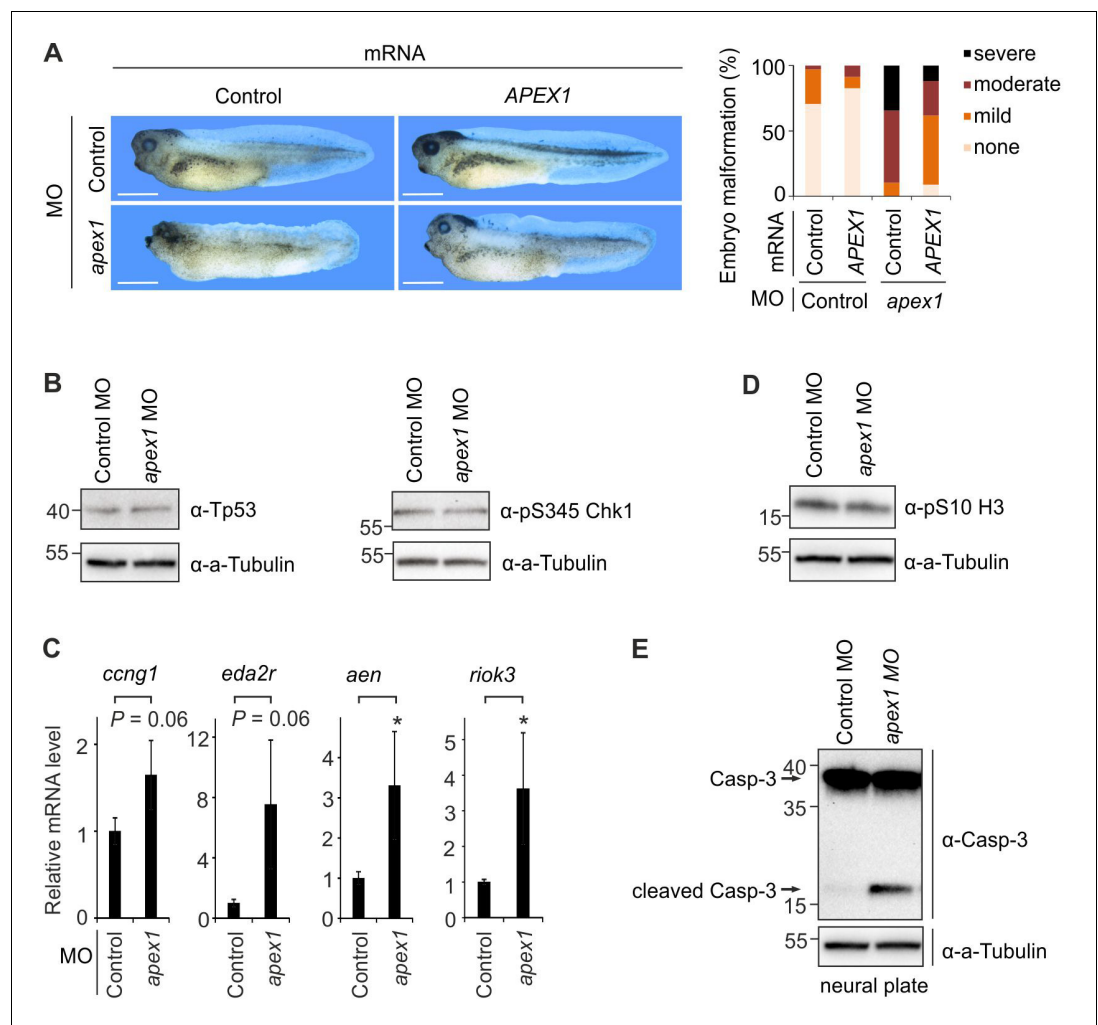 A
mRNA
Control
APEX1
MO
Control
apex1
Embryo malformation (%)
100
50
0
severe
moderate
mild
none
mRNA
Control
APEX1
Control
APEX1
MO
Control
apex1
B
Control MO
apex1 MO
40
α-Tp53
55
α-a-Tubulin
Control MO
apex1 MO
55
α-pS345 Chk1
α-a-Tubulin
D
Control MO
apex1 MO
15
α-pS10 H3
55
α-a-Tubulin
C
Relative mRNA level
ccng1
P = 0.06
2
1
0
eda2r
P = 0.06
12
8
4
0
aen
*
4
3
2
1
0
riok3
*
5
4
3
2
1
0
MO
Control
apex1
Control
apex1
Control
apex1
Control
apex1
E
Control MO
apex1 MO
Casp-3
40
35
α-Casp-3
cleaved Casp-3
15
55
α-a-Tubulin
neural plate